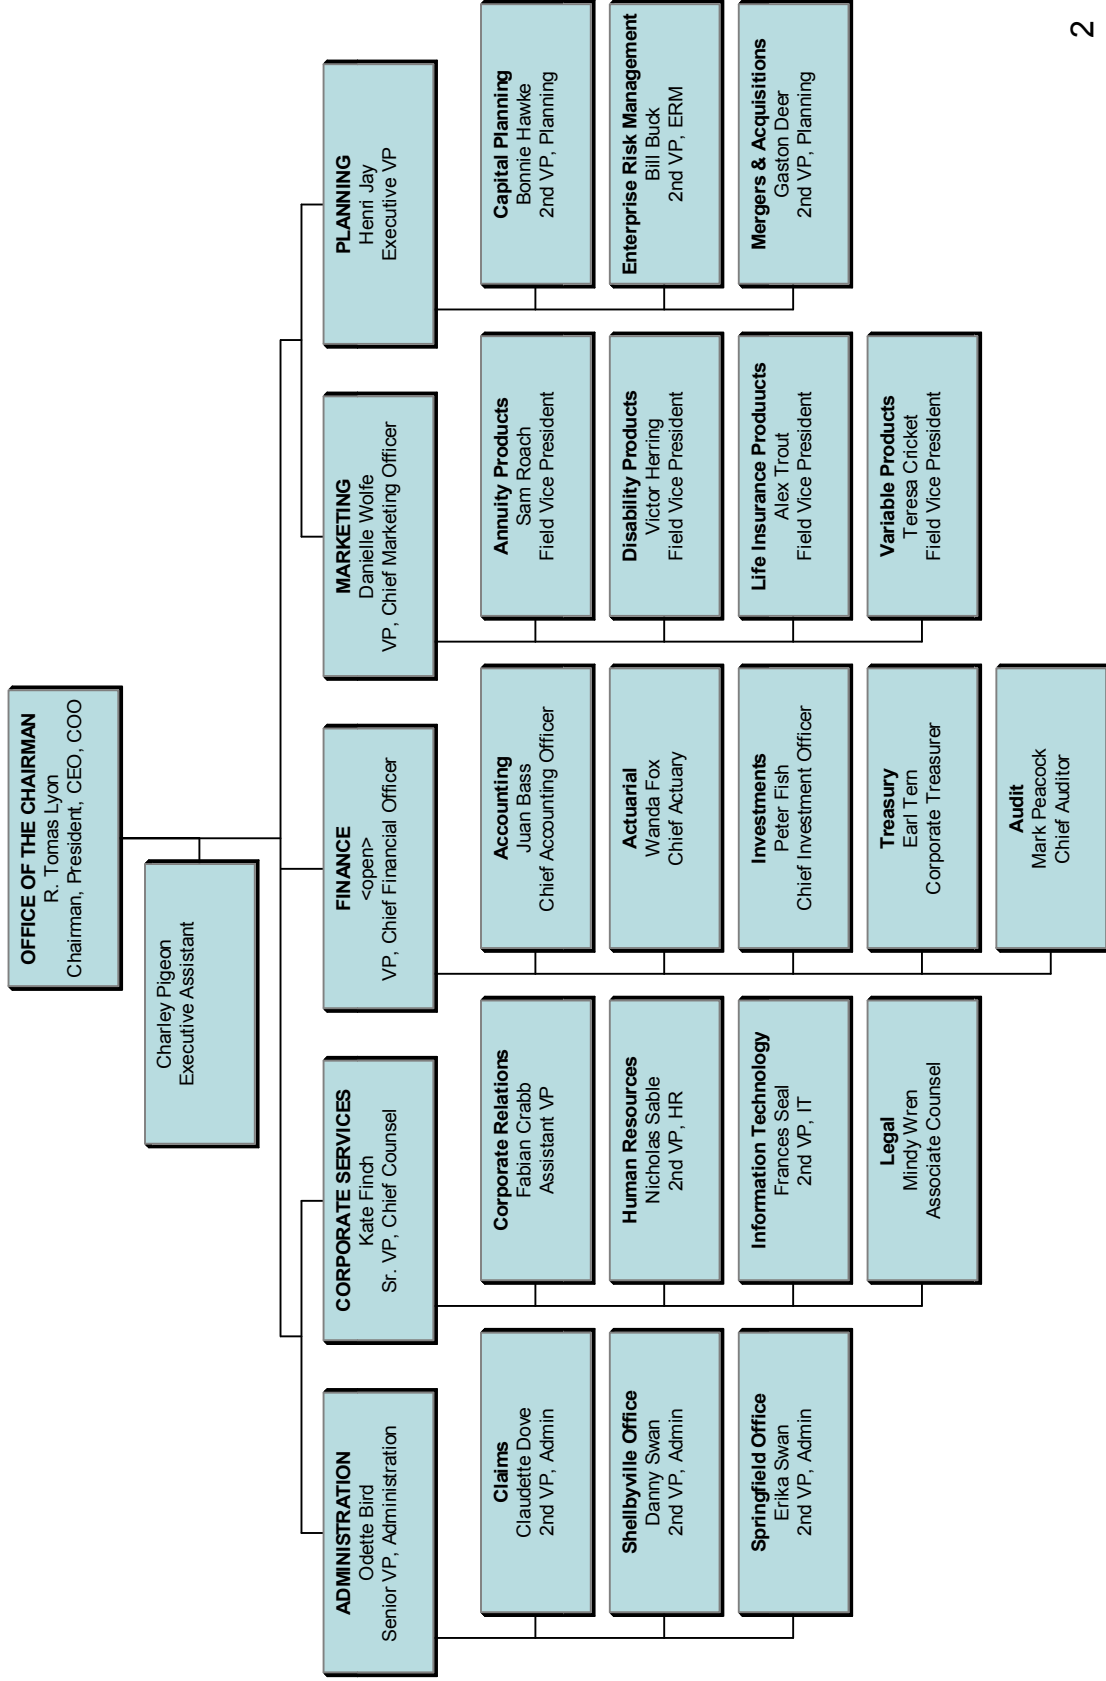 OFFICE OF THE CHAIRMAN
R. Tomas Lyon
Chairman, President, CEO, COO
Charley Pigeon
Executive Assistant
ADMINISTRATION
Odette Bird
Senior VP, Administration
Claims
Claudette Dove
2nd VP, Admin
Shellbyville Office
Danny Swan
2nd VP, Admin
Springfield Office
Erika Swan
2nd VP, Admin
CORPORATE SERVICES
Kate Finch
Sr. VP, Chief Counsel
Corporate Relations
Fabian Crabb
Assistant VP
Human Resources
Nicholas Sable
2nd VP, HR
Information Technology
Frances Seal
2nd VP, IT
Legal
Mindy Wren
Associate Counsel
FINANCE
<open>
VP, Chief Financial Officer
Accounting
Juan Bass
Chief Accounting Officer
Actuarial
Wanda Fox
Chief Actuary
Investments
Peter Fish
Chief Investment Officer
Treasury
Earl Tern
Corporate Treasurer
Audit
Mark Peacock
Chief Auditor
MARKETING
Danielle Wolfe
VP, Chief Marketing Officer
Annuity Products
Sam Roach
Field Vice President
Disability Products
Victor Herring
Field Vice President
Life Insurance Produucts
Alex Trout
Field Vice President
Variable Products
Teresa Cricket
Field Vice President
PLANNING
Henri Jay
Executive VP
Capital Planning
Bonnie Hawke
2nd VP, Planning
Enterprise Risk Management
Bill Buck
2nd VP, ERM
Mergers & Acquisitions
Gaston Deer
2nd VP, Planning
2